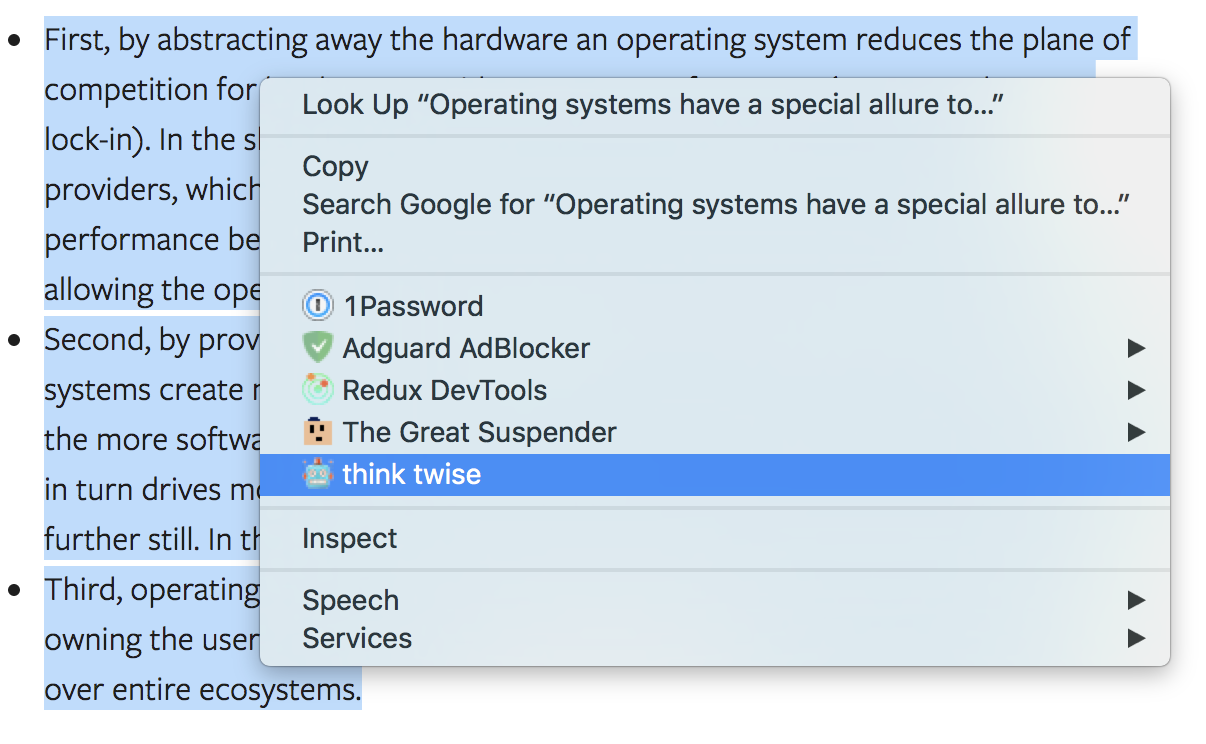 First, by abstracting away the hardware an operating system reduces the plane of
competition for
lock-in). In the
providers, which
performance
allowing the
Second, by
systems create
the more
in turn drives
further still. In
Third, operating
owning the user
over entire ecosystems.
Look Up “Operating systems have a special allure to...”
Copy
Search Google for “Operating systems have a special allure to...”
Print...
1Password
Adguard AdBlocker
Redux DevTools
The Great Suspender
think twise
Inspect
Speech
Services